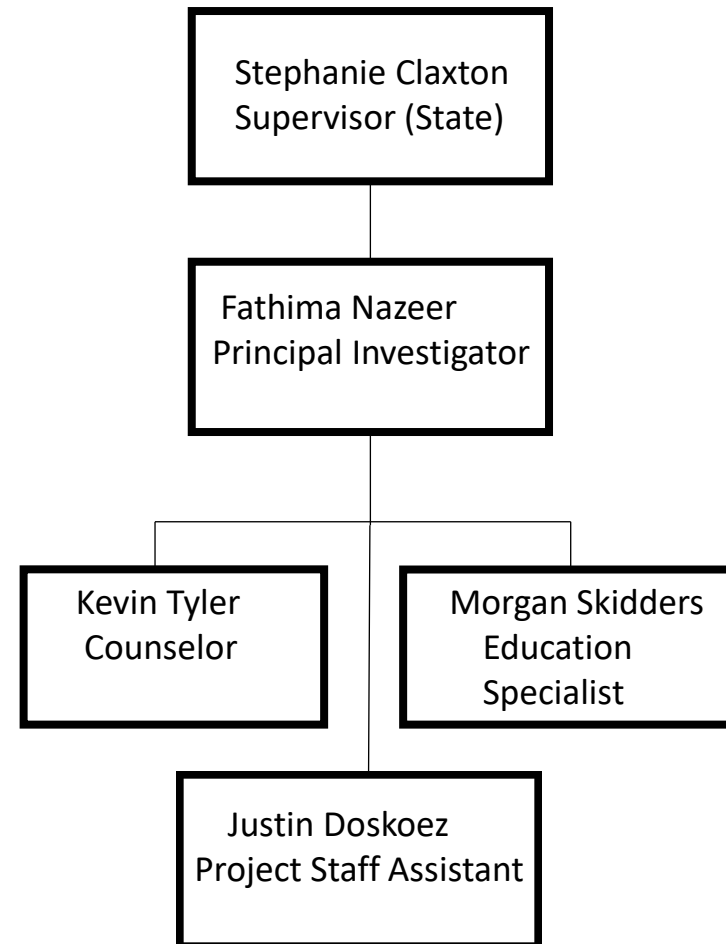 Stephanie Claxton
Supervisor (State)
Fathima Nazeer
Principal Investigator
Kevin Tyler
Counselor
Morgan Skidders
Education
Specialist
Justin Doskoez
Project Staff Assistant